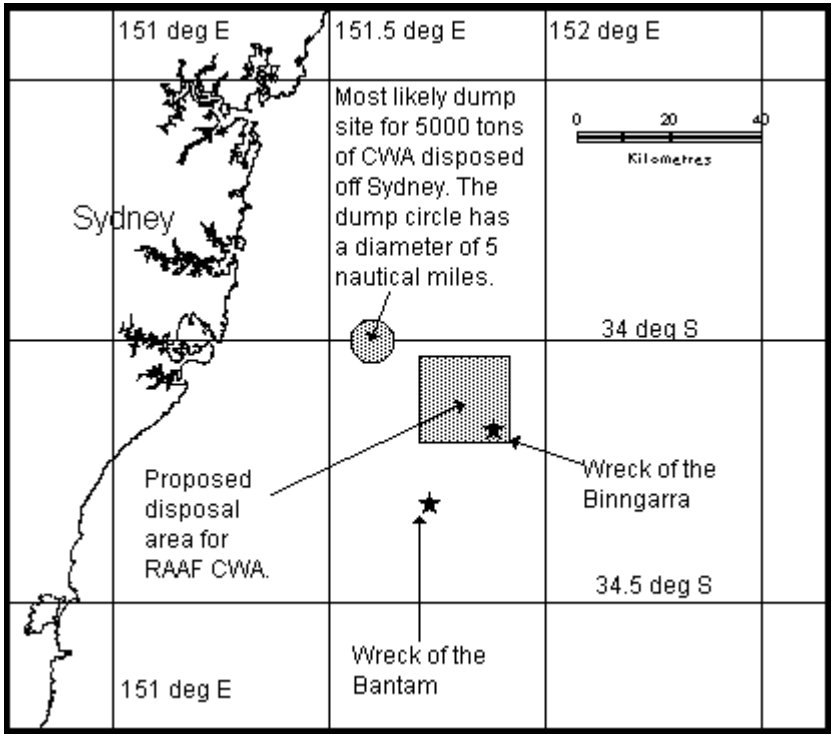 151 deg E
151.5 deg E
152 deg E
Most likely dump
site for 5000 tons
of CWA disposed
off Sydney. The
dump circle has
a diameter of 5
nautical miles.
0 20 40
Kilometres
Sydney
34 deg S
Proposed
disposal
area for
RAAF CWA.
Wreck of the
Binngarra
34.5 deg S
Wreck of the
Bantam
151 deg E